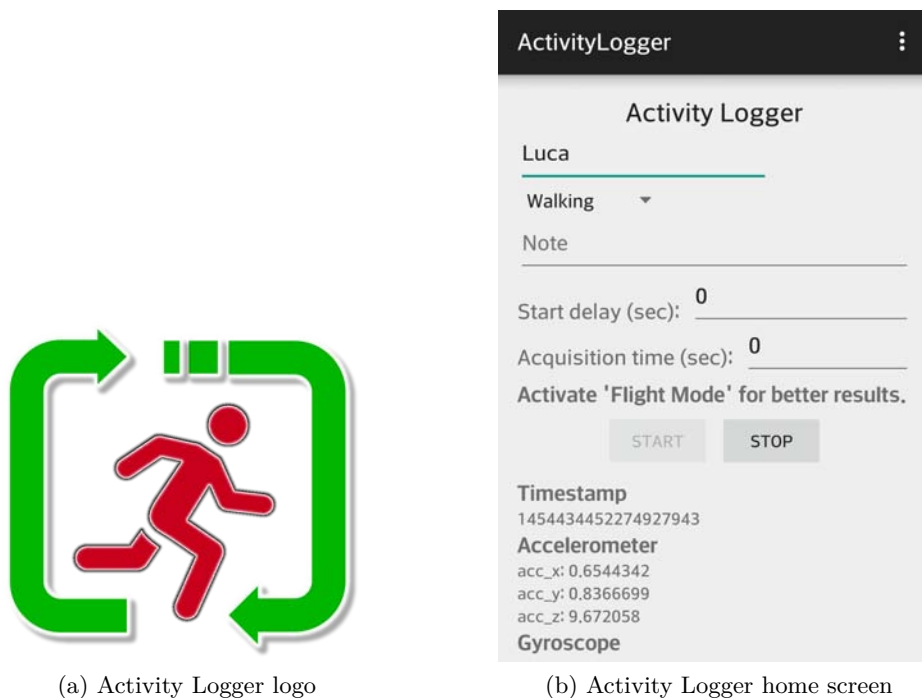 ActivityLogger
Activity Logger
Luca
Walking
Note
Start delay (sec): 0
Acquisition time (sec): 0
Activate 'Flight Mode' for better results.
START STOP
Timestamp
1454434452274927943
Accelerometer
acc_x: 0.6544342
acc_y: 0.8366699
acc_z: 9.672058
Gyroscope
(a) Activity Logger logo
(b) Activity Logger home screen